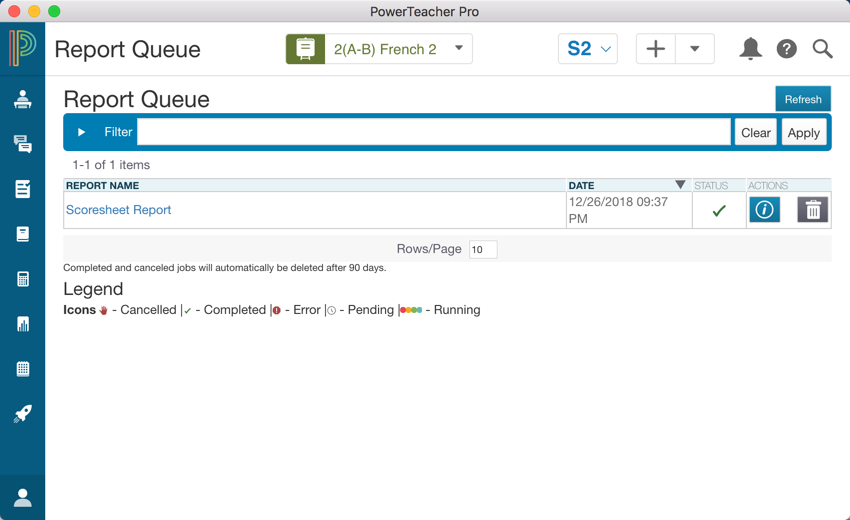 PowerTeacher Pro
Report Queue
2(A-B) French 2
S2
Report Queue
Refresh
Filter
Clear
Apply
1-1 of 1 items
REPORT NAME
DATE
STATUS
ACTIONS
Scoresheet Report
12/26/2018 09:37
PM
Rows/Page 10
Completed and canceled jobs will automatically be deleted after 90 days.
Legend
Icons - Cancelled | - Completed | - Error | - Pending | - Running